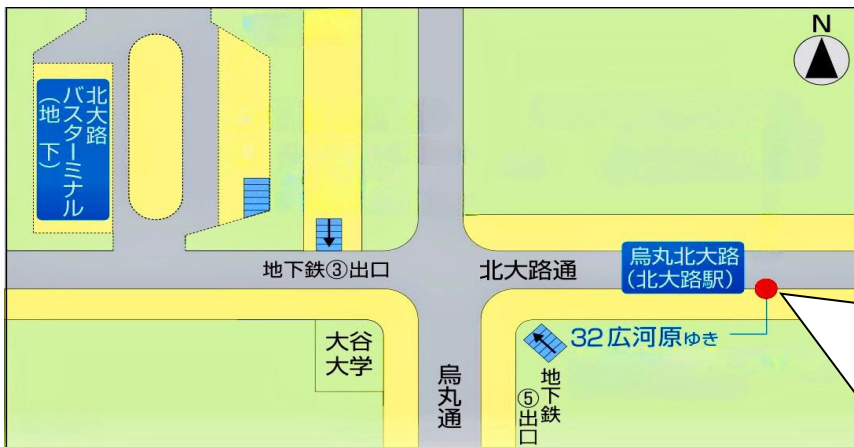 N
北大路
バスターミナル
(地 下)
地下鉄③出口
北大路通
烏丸北大路
(北大路駅)
32広河原ゆき
大谷
大学
烏丸通
地下鉄
⑤出口